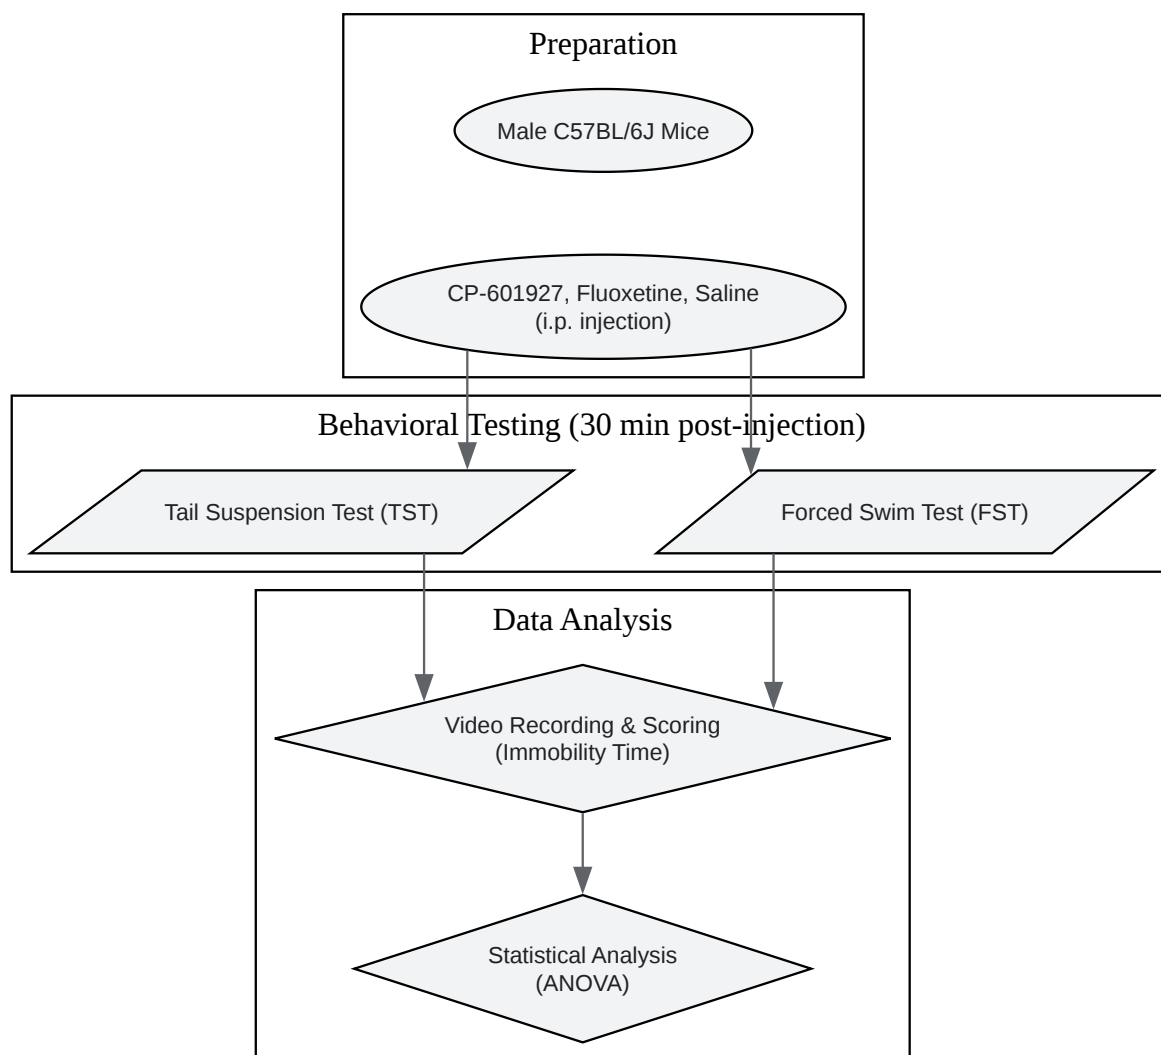 Preparation
Male C57BL/6J Mice
CP-601927, Fluoxetine, Saline
(i.p. injection)
Behavioral Testing (30 min post-injection)
Tail Suspension Test (TST)
Forced Swim Test (FST)
Data Analysis
Video Recording & Scoring
(Immobility Time)
Statistical Analysis
(ANOVA)